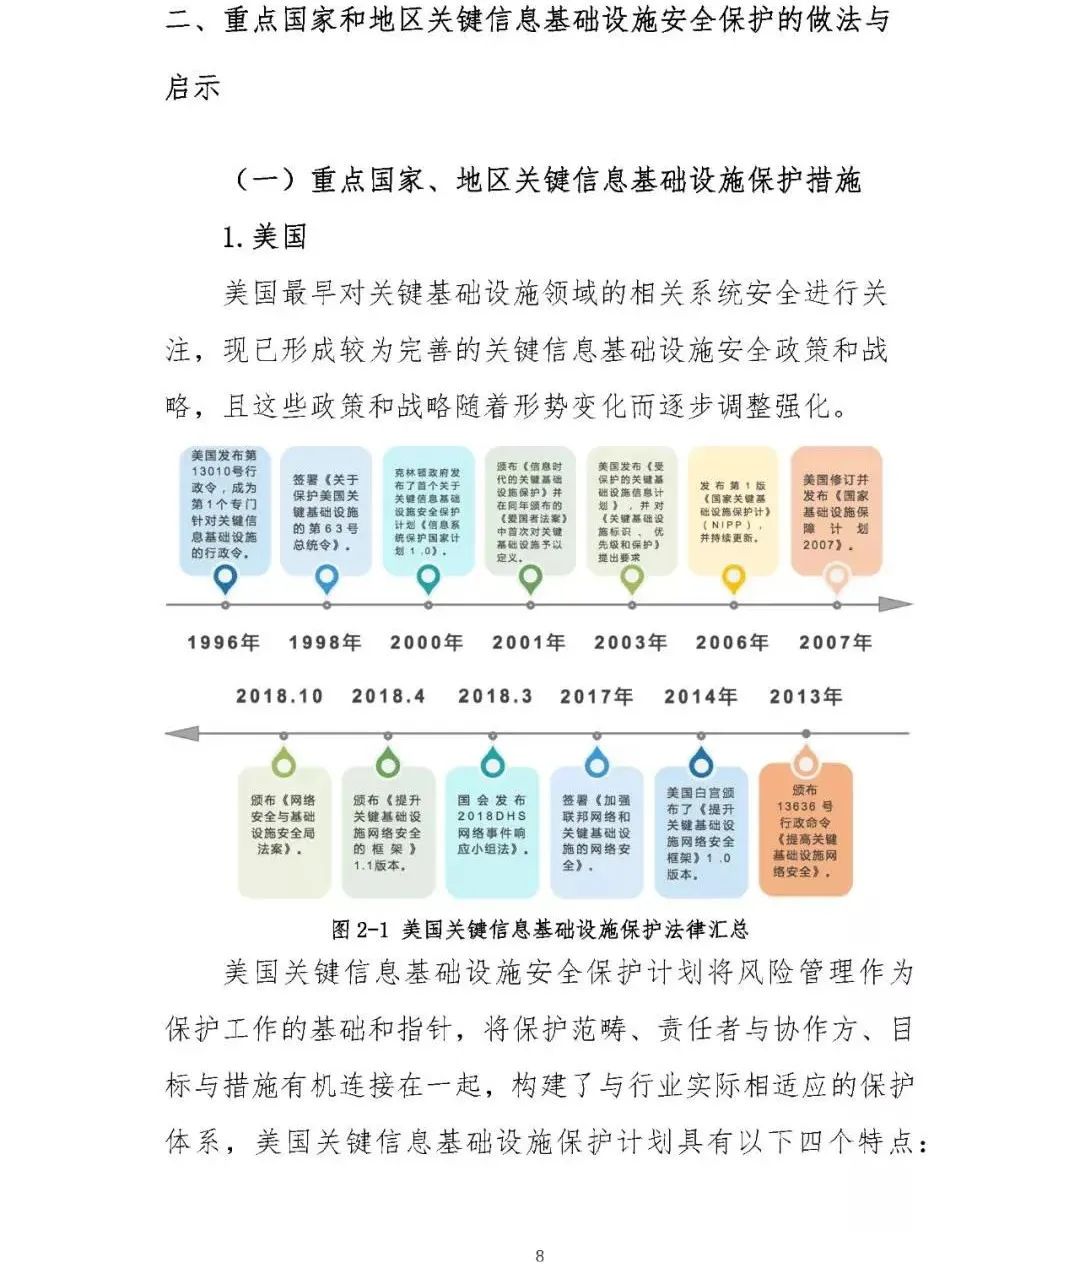 二、重点国家和地区关键信息基础设施安全保护的做法与
启示
（一）重点国家、地区关键信息基础设施保护措施
1.美国
美国最早对关键基础设施领域的相关系统安全进行关
注，现已形成较为完善的关键信息基础设施安全政策和战
略，且这些政策和战略随着形势变化而逐步调整强化。
美国发布第
13010号行
政令，成为
第1个专门
针对关键信
息基础设施
的行政令。
签署《关于
保护美国关
键基础设施
的第63号
总统令》。
克林顿政府发
布了首个关于
关键信息基础
设施安全保护
计划《信息系
统保护国家计
划1.0》。
颁布《信息时
代的关键基础
设施保护》并
在同年颁布的
《爱国者法案》
中首次对关键
基础设施予以
定义。
美国发布《受
保护的关键基
础设施信息计
划》，并对
《关键基础设
施标识、优
先级和保护》
提出要求
发布第1版
《国家关键基
础设施保护计》
（NIPP），
并持续更新。
美国修订并
发布《国家
基础设施保
障计划
2007》。
1996年 1998年 2000年 2001年 2003年 2006年 2007年
2018.10 2018.4 2018.3 2017年 2014年 2013年
颁布《网络
安全与基础
设施安全局
法案》。
颁布《提升
关键基础设
施网络安全
的框架》
1.1版本。
国会发布
2018DHS
网络事件响
应小组法》。
签署《加强
联邦网络和
关键基础设
施的网络安
全》。
美国白宫颁
布了《提升
关键基础设
施网络安全
框架》1.0
版本。
颁布
13636号
行政命令
《提高关键
基础设施网
络安全》。
图2-1 美国关键信息基础设施保护法律汇总
美国关键信息基础设施安全保护计划将风险管理作为
保护工作的基础和指针，将保护范畴、责任者与协作方、目
标与措施有机连接在一起，构建了与行业实际相适应的保护
体系，美国关键信息基础设施保护计划具有以下四个特点：
8